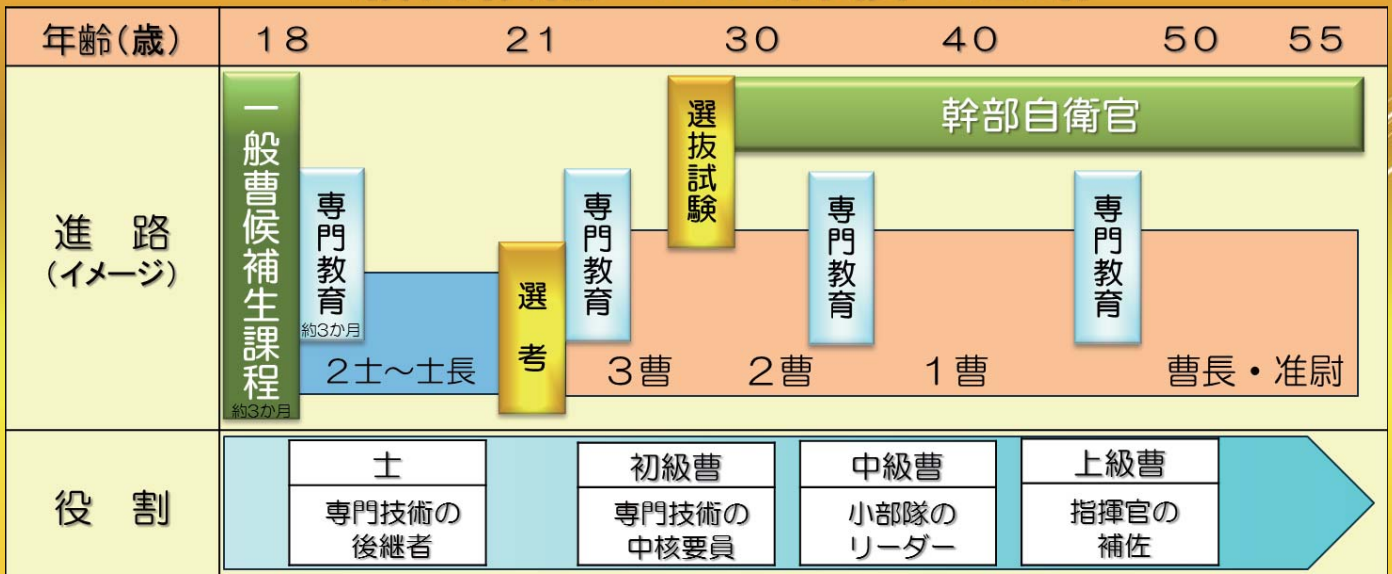 年齢(歳)
18 21 30 40 50 55
進 路
(イメージ)
一般曹候補生課程
約3か月
専門教育
約3か月
2士~士長
選考
専門教育
選抜試験
幹部自衛官
専門教育
専門教育
3曹 2曹 1曹 曹長・准尉
役 割
士
専門技術の
後継者
初級曹
専門技術の
中核要員
中級曹
小部隊の
リーダー
上級曹
指揮官の
補佐